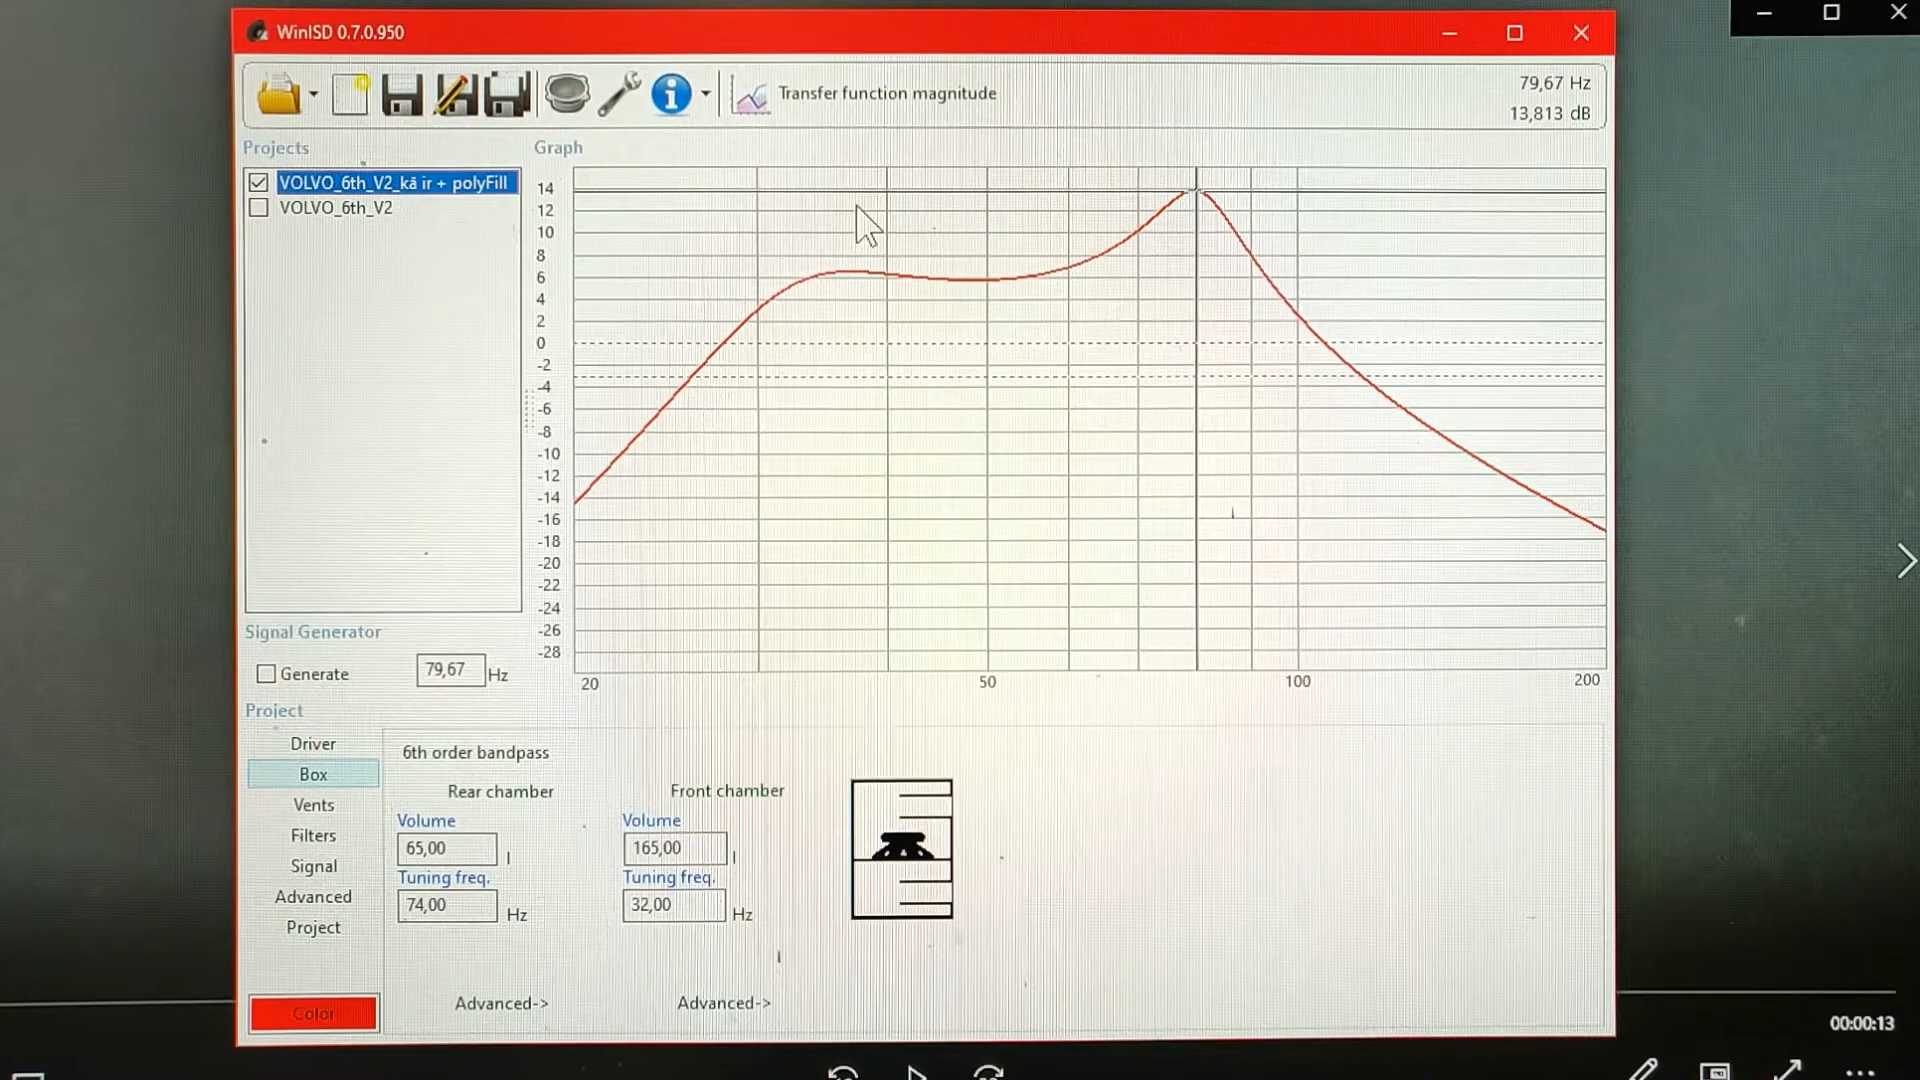 WinISD 0.7.0.950
Transfer function magnitude
79,67 Hz
13,813 dB
Projects
Graph
VOLVO_6th_V2_kā ir + polyFill
VOLVO_6th_V2
14
12
10
8
6
4
2
0
-2
-4
-6
-8
-10
-12
-14
-16
-18
-20
-22
-24
-26
-28
20
50
100
200
Signal Generator
Generate
79,67 Hz
Project
Driver
Box
Vents
Filters
Signal
Advanced
Project
Color
6th order bandpass
Rear chamber
Front chamber
Volume
Volume
65,00 l
165,00 l
Tuning freq.
Tuning freq.
74,00 Hz
32,00 Hz
Advanced->
Advanced->
00:00:13